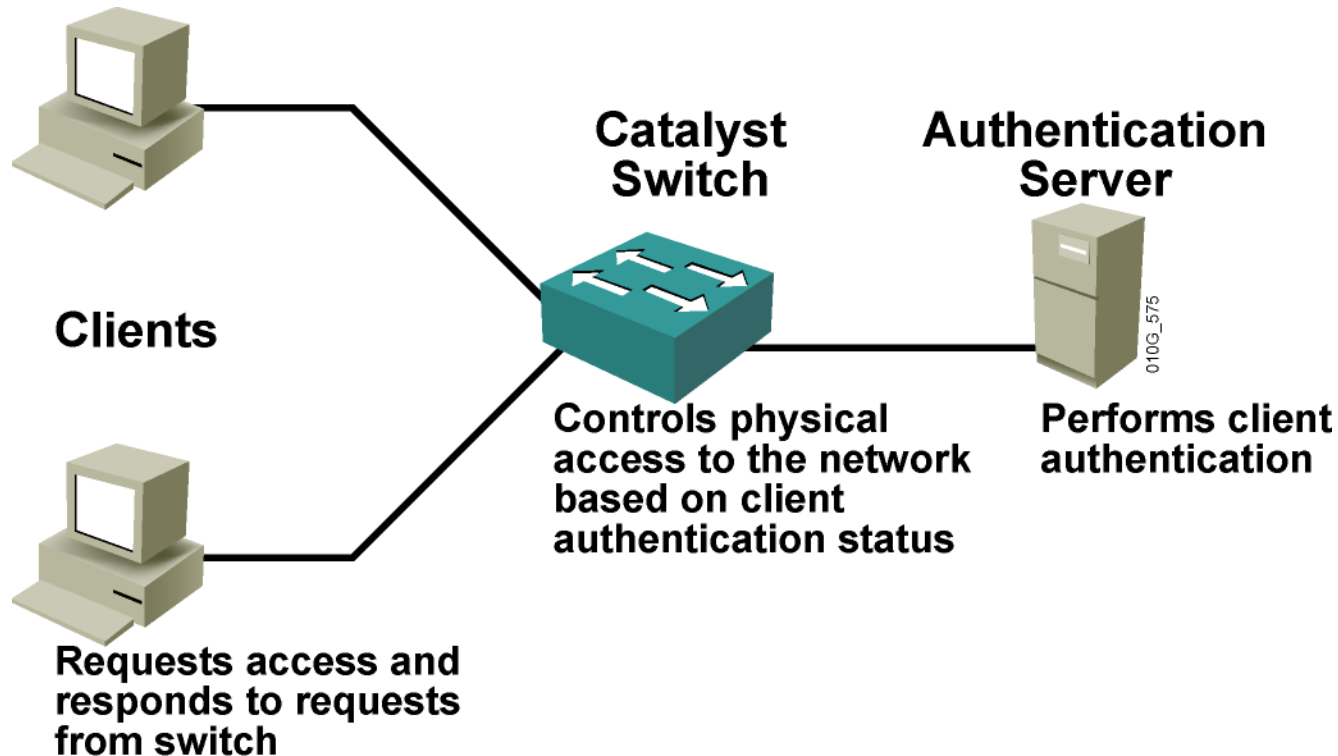 Catalyst
Switch
Authentication
Server
Clients
010G_575
Controls physical
access to the network
based on client
authentication status
Performs client
authentication
Requests access and
responds to requests
from switch